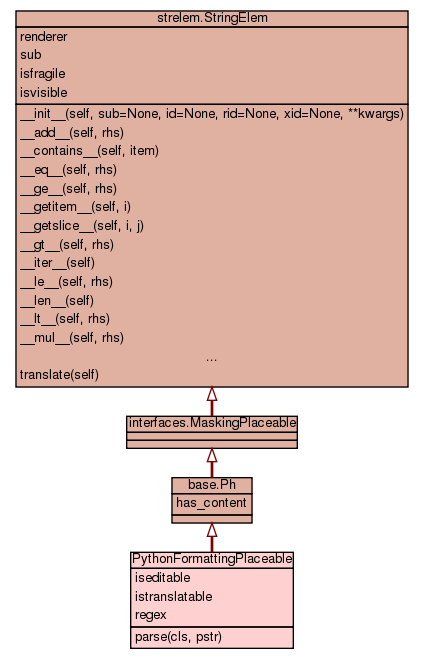 strelem.StringElem
renderer
sub
isfragile
isvisible
__init__(self, sub=None, id=None, rid=None, xid=None, **kwargs)
__add__(self, rhs)
__contains__(self, item)
__eq__(self, rhs)
__ge__(self, rhs)
__getitem__(self, i)
__getslice__(self, i, j)
__gt__(self, rhs)
__iter__(self)
__le__(self, rhs)
__len__(self)
__lt__(self, rhs)
__mul__(self, rhs)
...
translate(self)
interfaces.MaskingPlaceable
base.Ph
has_content
PythonFormattingPlaceable
iseditable
istranslatable
regex
parse(cls, pstr)